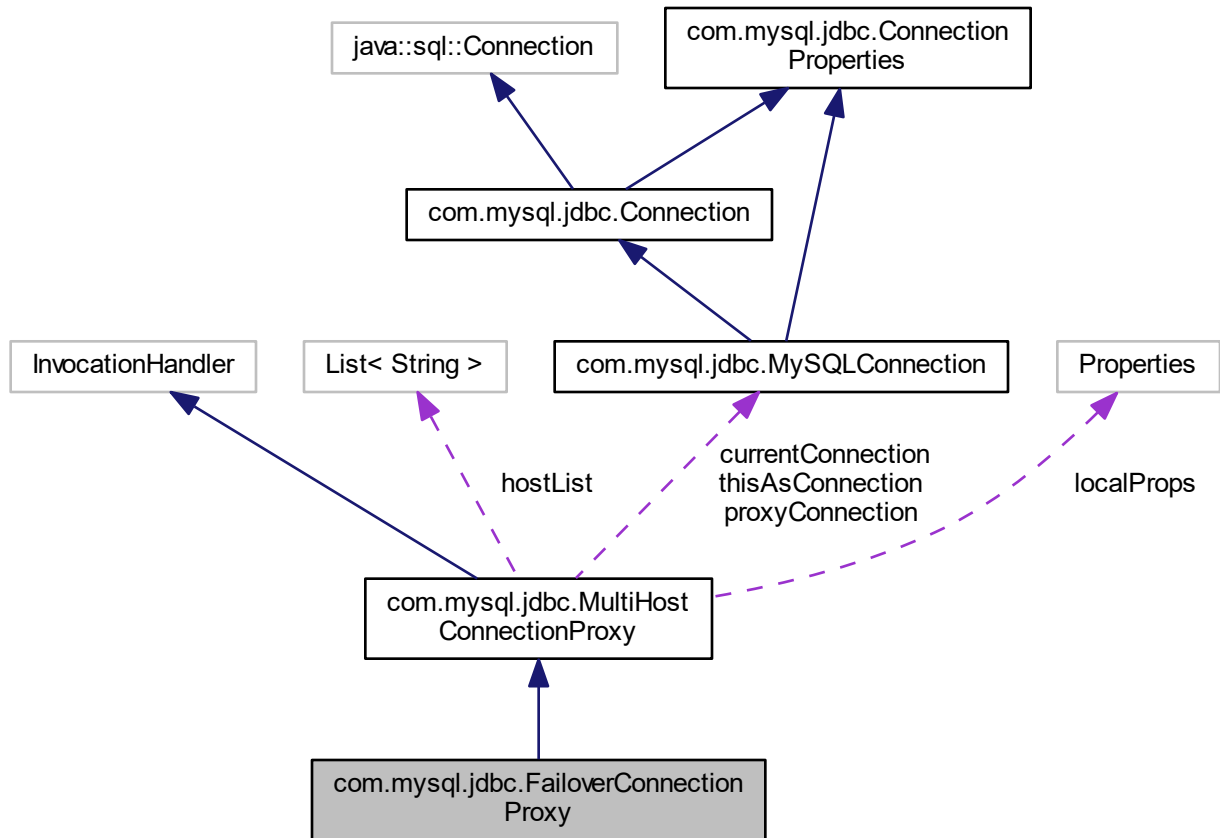 java::sql::Connection
com.mysql.jdbc.Connection
Properties
com.mysql.jdbc.Connection
InvocationHandler
List< String >
com.mysql.jdbc.MySQLConnection
Properties
hostList
currentConnection
thisAsConnection
proxyConnection
localProps
com.mysql.jdbc.MultiHost
ConnectionProxy
com.mysql.jdbc.FailoverConnection
Proxy